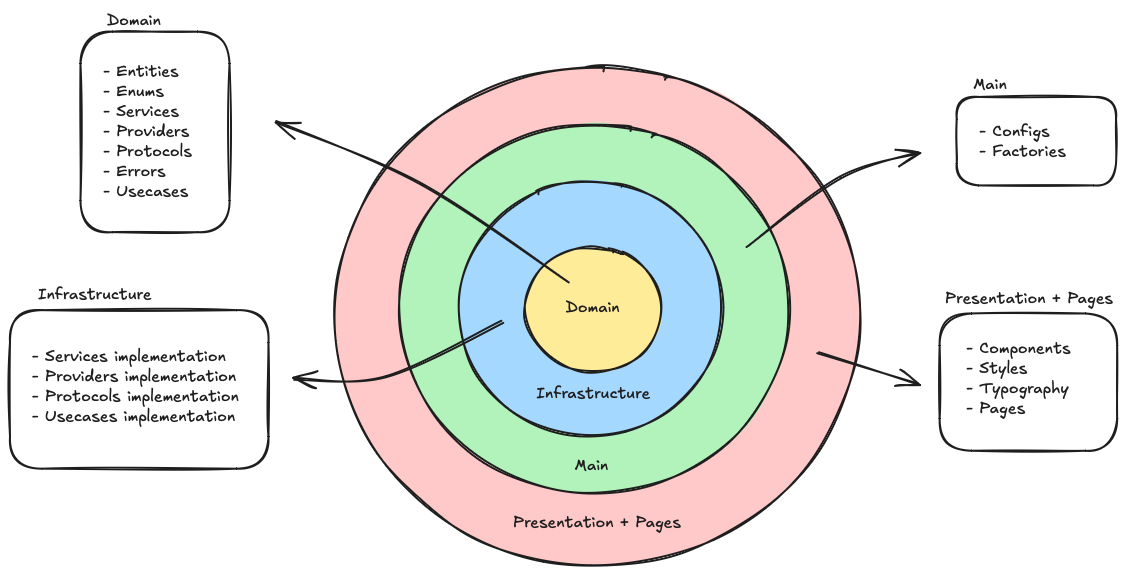 Domain
- Entities
- Enums
- Services
- Providers
- Protocols
- Errors
- Usecases
Infrastructure
- Services implementation
- Providers implementation
- Protocols implementation
- Usecases implementation
Domain
Infrastructure
Main
Presentation + Pages
Main
- Configs
- Factories
Presentation + Pages
- Components
- Styles
- Typography
- Pages